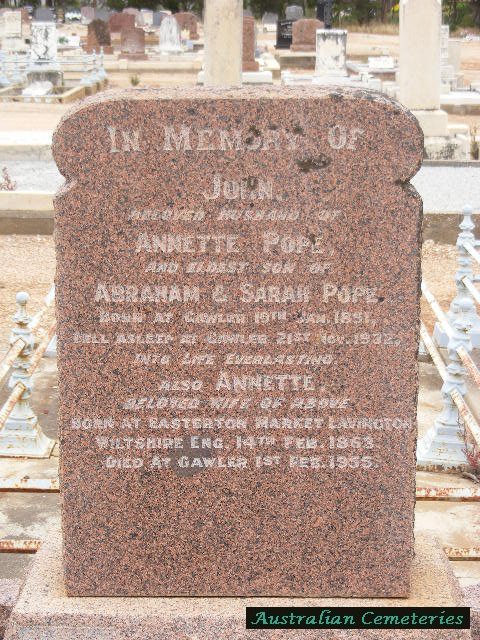 In Memory Of
John.
Beloved husband of
Annette Pope.
and eldest son of
Abraham & Sarah Pope.
Born at Gawler 19th Jan.
Fell asleep at Gawler 21st Nov. 1932.
Into Life Everlasting
also Annette.
Beloved wife of above
Born at Easterton Market Lavington
Wiltshire Eng. 14th Feb. 1863
Died at Gawler 1st Feb. 1955.
Australian Cemeteries